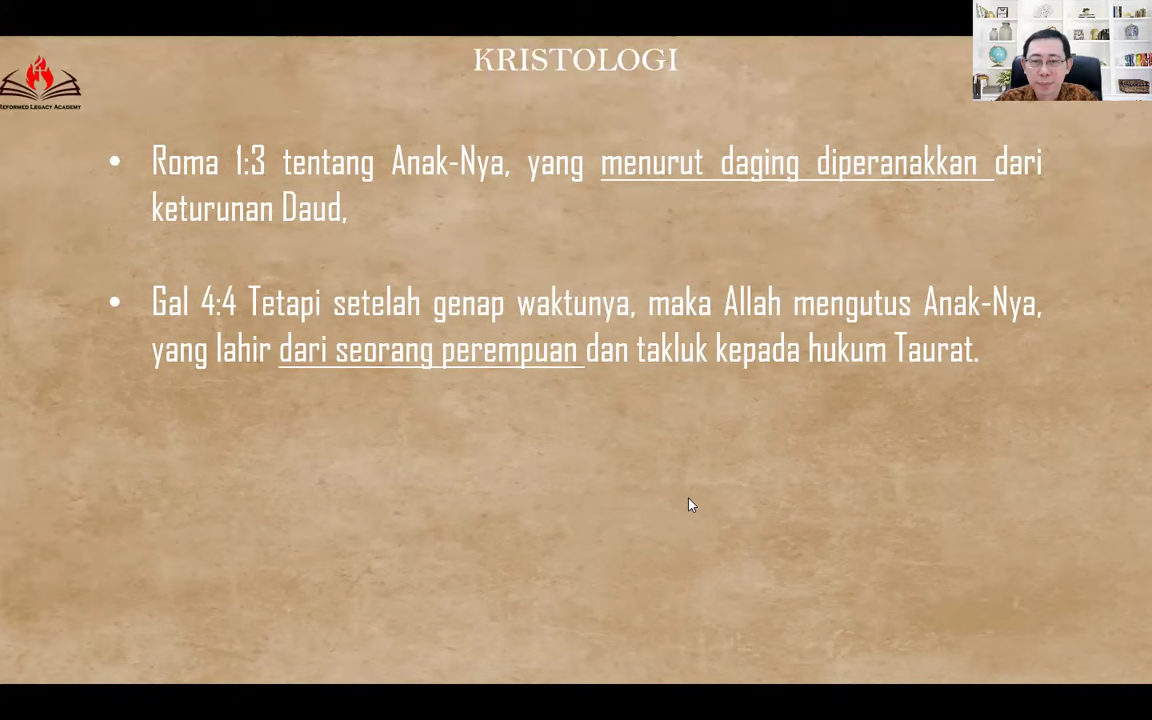 KRISTOLOGI
REFORMED LEGACY ACADEMY
• Roma 1:3 tentang Anak-Nya, yang menurut daging diperanakkan dari
keturunan Daud,
• Gal 4:4 Tetapi setelah genap waktunya, maka Allah mengutus Anak-Nya,
yang lahir dari seorang perempuan dan takluk kepada hukum Taurat.